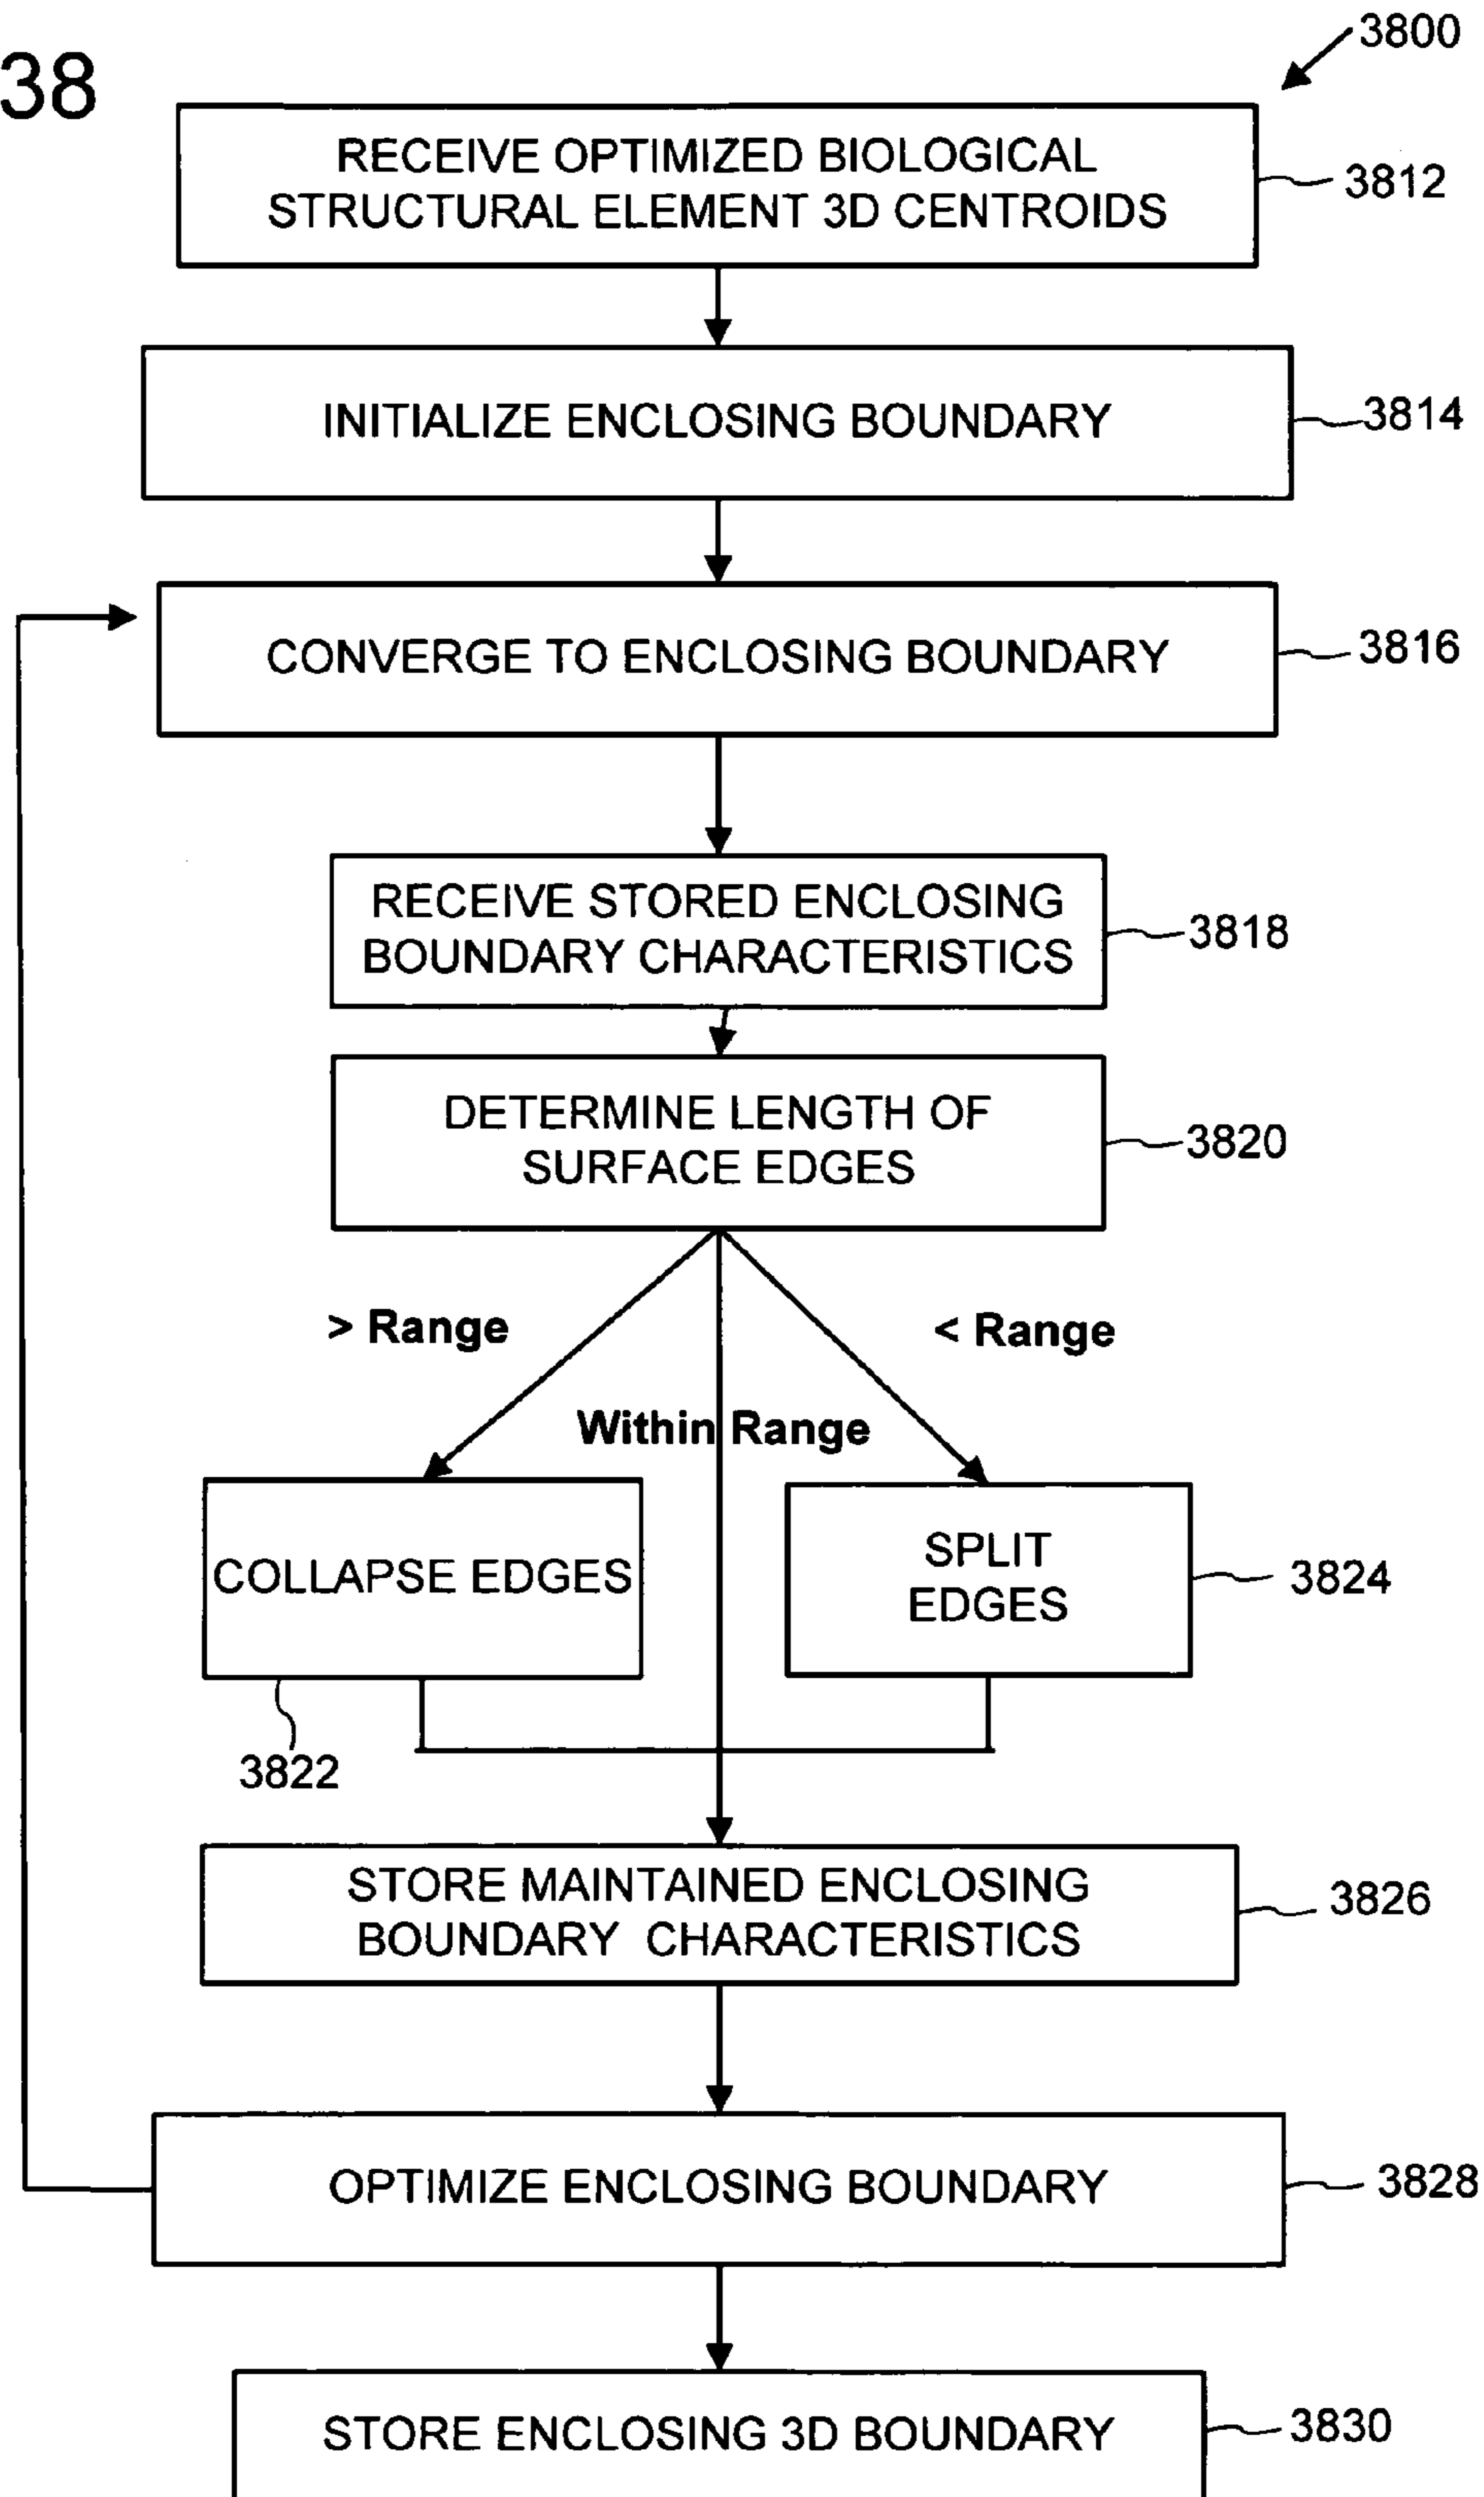 38
3800
RECEIVE OPTIMIZED BIOLOGICAL
STRUCTURAL ELEMENT 3D CENTROIDS
3812
INITIALIZE ENCLOSING BOUNDARY
3814
CONVERGE TO ENCLOSING BOUNDARY
3816
RECEIVE STORED ENCLOSING
BOUNDARY CHARACTERISTICS
3818
DETERMINE LENGTH OF
SURFACE EDGES
3820
> Range
< Range
Within Range
COLLAPSE EDGES
SPLIT
EDGES
3824
3822
STORE MAINTAINED ENCLOSING
BOUNDARY CHARACTERISTICS
3826
OPTIMIZE ENCLOSING BOUNDARY
3828
STORE ENCLOSING 3D BOUNDARY
3830